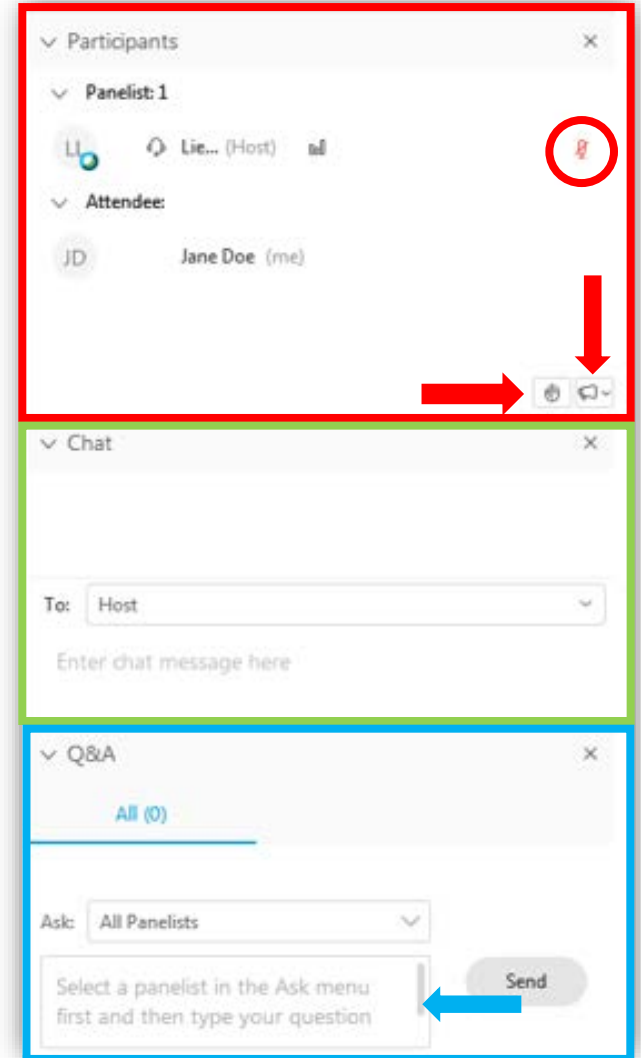 Participants
Panelist: 1
LI Lie... (Host)
Attendee:
JD Jane Doe (me)
Chat
To: Host
Enter chat message here
Q&A
All (0)
Ask: All Panelists
Select a panelist in the Ask menu
first and then type your question
Send